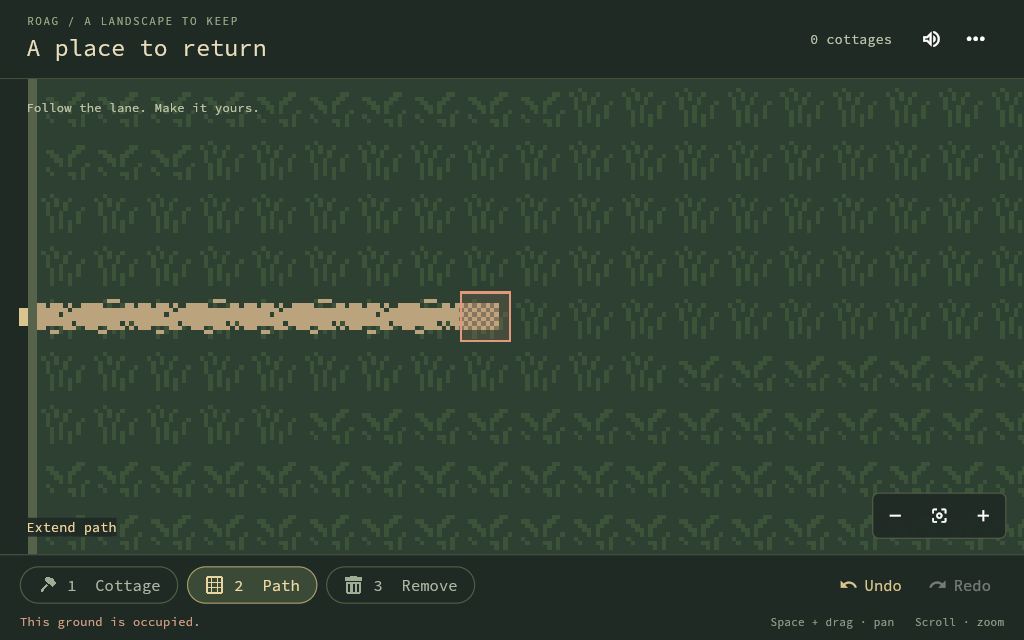 ROAG / A LANDSCAPE TO KEEP
A place to return
0 cottages
Follow the lane. Make it yours.
Extend path
1 Cottage
2 Path
3 Remove
Undo
Redo
This ground is occupied.
Space + drag · pan
Scroll · zoom